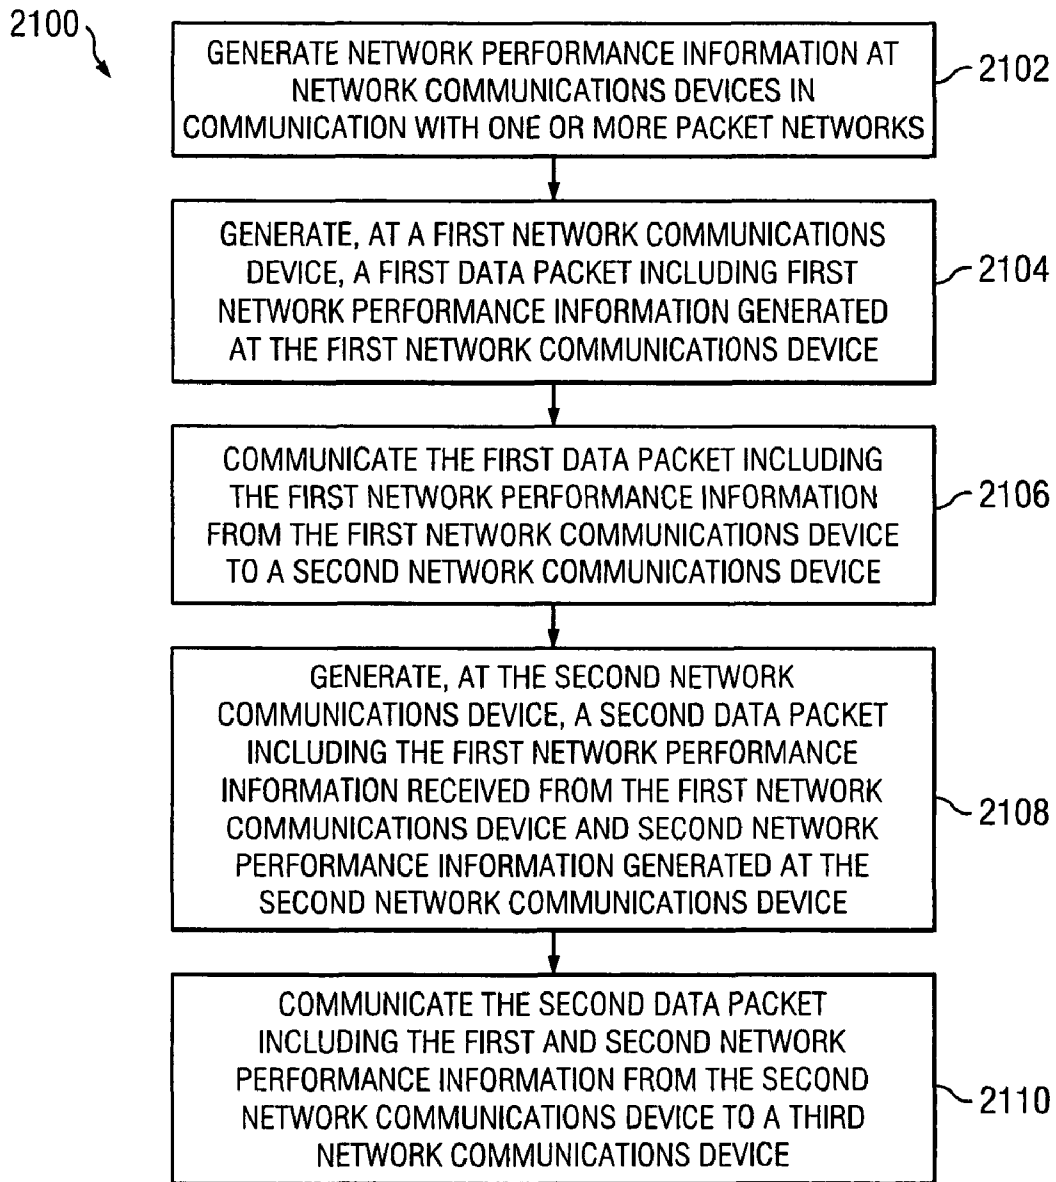 2100
GENERATE NETWORK PERFORMANCE INFORMATION AT
NETWORK COMMUNICATIONS DEVICES IN
COMMUNICATION WITH ONE OR MORE PACKET NETWORKS
2102
GENERATE, AT A FIRST NETWORK COMMUNICATIONS
DEVICE, A FIRST DATA PACKET INCLUDING FIRST
NETWORK PERFORMANCE INFORMATION GENERATED
AT THE FIRST NETWORK COMMUNICATIONS DEVICE
2104
COMMUNICATE THE FIRST DATA PACKET INCLUDING
THE FIRST NETWORK PERFORMANCE INFORMATION
FROM THE FIRST NETWORK COMMUNICATIONS DEVICE
TO A SECOND NETWORK COMMUNICATIONS DEVICE
2106
GENERATE, AT THE SECOND NETWORK
COMMUNICATIONS DEVICE, A SECOND DATA PACKET
INCLUDING THE FIRST NETWORK PERFORMANCE
INFORMATION RECEIVED FROM THE FIRST NETWORK
COMMUNICATIONS DEVICE AND SECOND NETWORK
PERFORMANCE INFORMATION GENERATED AT THE
SECOND NETWORK COMMUNICATIONS DEVICE
2108
COMMUNICATE THE SECOND DATA PACKET
INCLUDING THE FIRST AND SECOND NETWORK
PERFORMANCE INFORMATION FROM THE SECOND
NETWORK COMMUNICATIONS DEVICE TO A THIRD
NETWORK COMMUNICATIONS DEVICE
2110